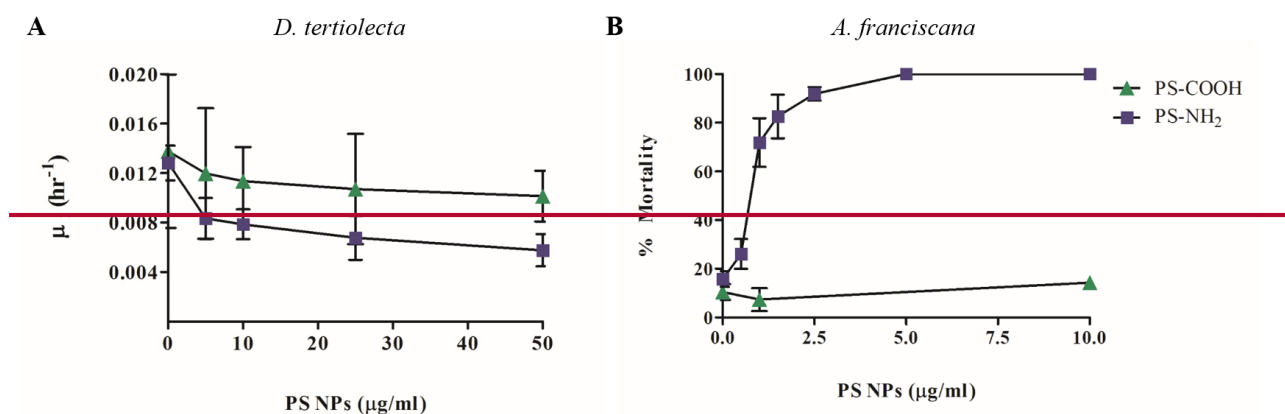 A
D. tertiolecta
B
A. franciscana
0.020
0.016
0.012
0.008
0.004
μ (hr⁻¹)
0 10 20 30 40 50
PS NPs (μg/ml)
100
80
60
40
20
0
% Mortality
0.0 2.5 5.0 7.5 10.0
PS NPs (μg/ml)
PS-COOH
PS-NH₂